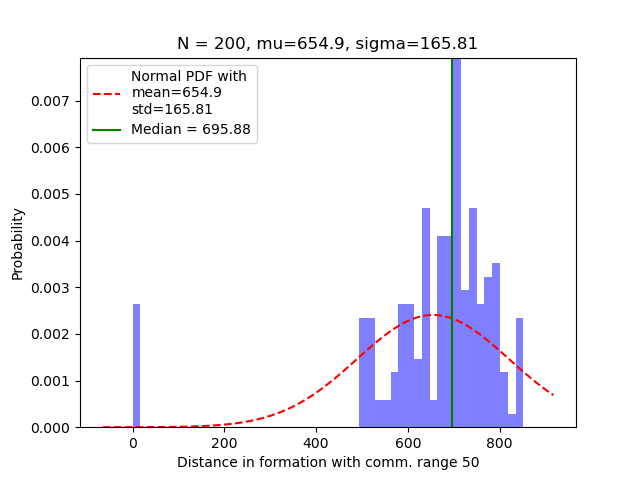 N = 200, mu=654.9, sigma=165.81
Normal PDF with
mean=654.9
std=165.81
Median = 695.88
0.007
0.006
0.005
0.004
0.003
0.002
0.001
0.000
Probability
0
200
400
600
800
Distance in formation with comm. range 50